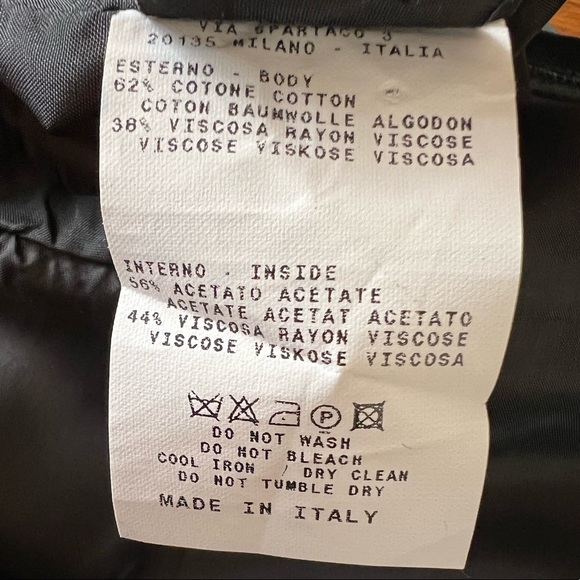 VIA SPARTACO 3
20135 MILANO - ITALIA
ESTERNO - BODY
62% COTONE COTTON
COTON BAUMWOLLE ALGODON
38% VISCOSA RAYON VISCOSE
VISCOSE VISKOSE VISCOSA
INTERNO - INSIDE
56% ACETATO ACETATE
ACETATE ACETAT ACETATO
44% VISCOSA RAYON VISCOSE
VISCOSE VISKOSE VISCOSA
P
DO NOT WASH
DO NOT BLEACH
COOL IRON / DRY CLEAN
DO NOT TUMBLE DRY
MADE IN ITALY